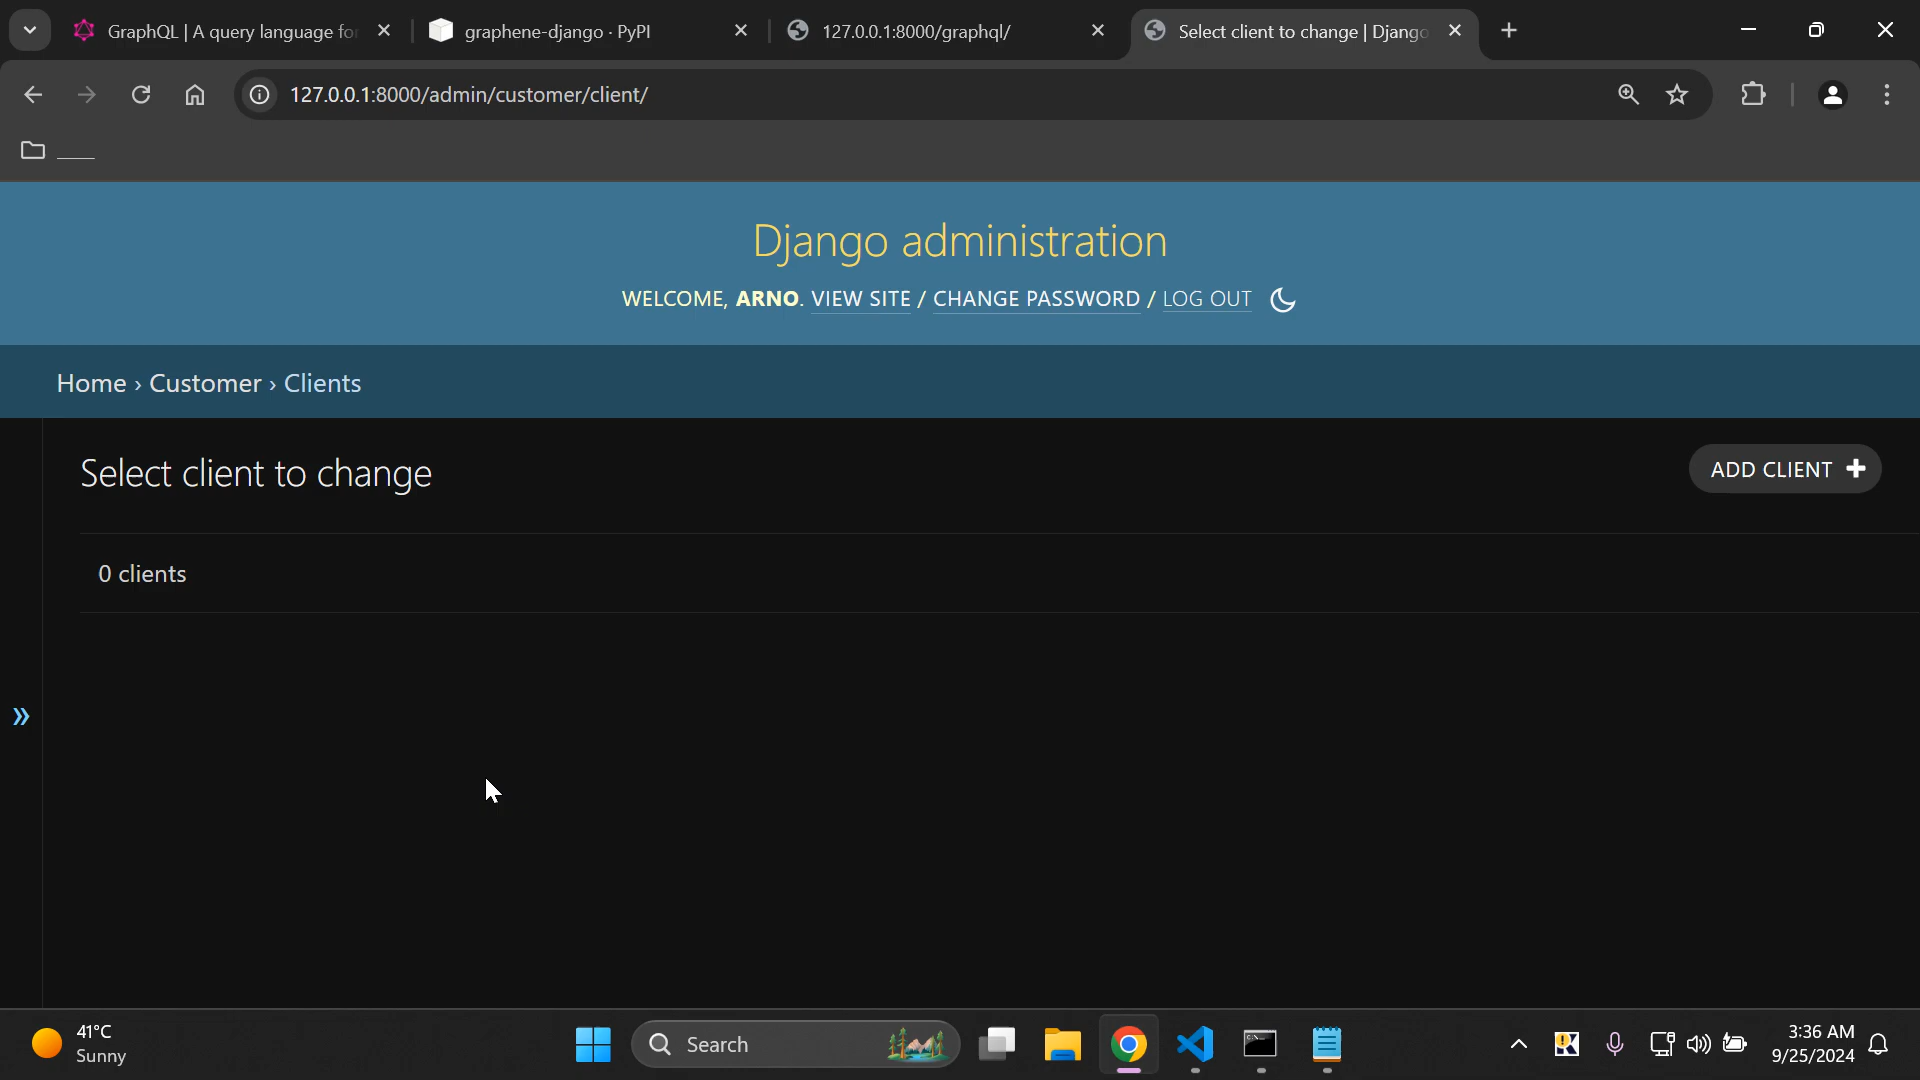 GraphQL | A query language for
graphene-django · PyPI
127.0.0.1:8000/graphql/
Select client to change | Django
127.0.0.1:8000/admin/customer/client/
Django administration
WELCOME, ARNO. VIEW SITE / CHANGE PASSWORD / LOG OUT
Home › Customer › Clients
Select client to change
ADD CLIENT +
0 clients
»
41°C
Sunny
Search
3:36 AM
9/25/2024